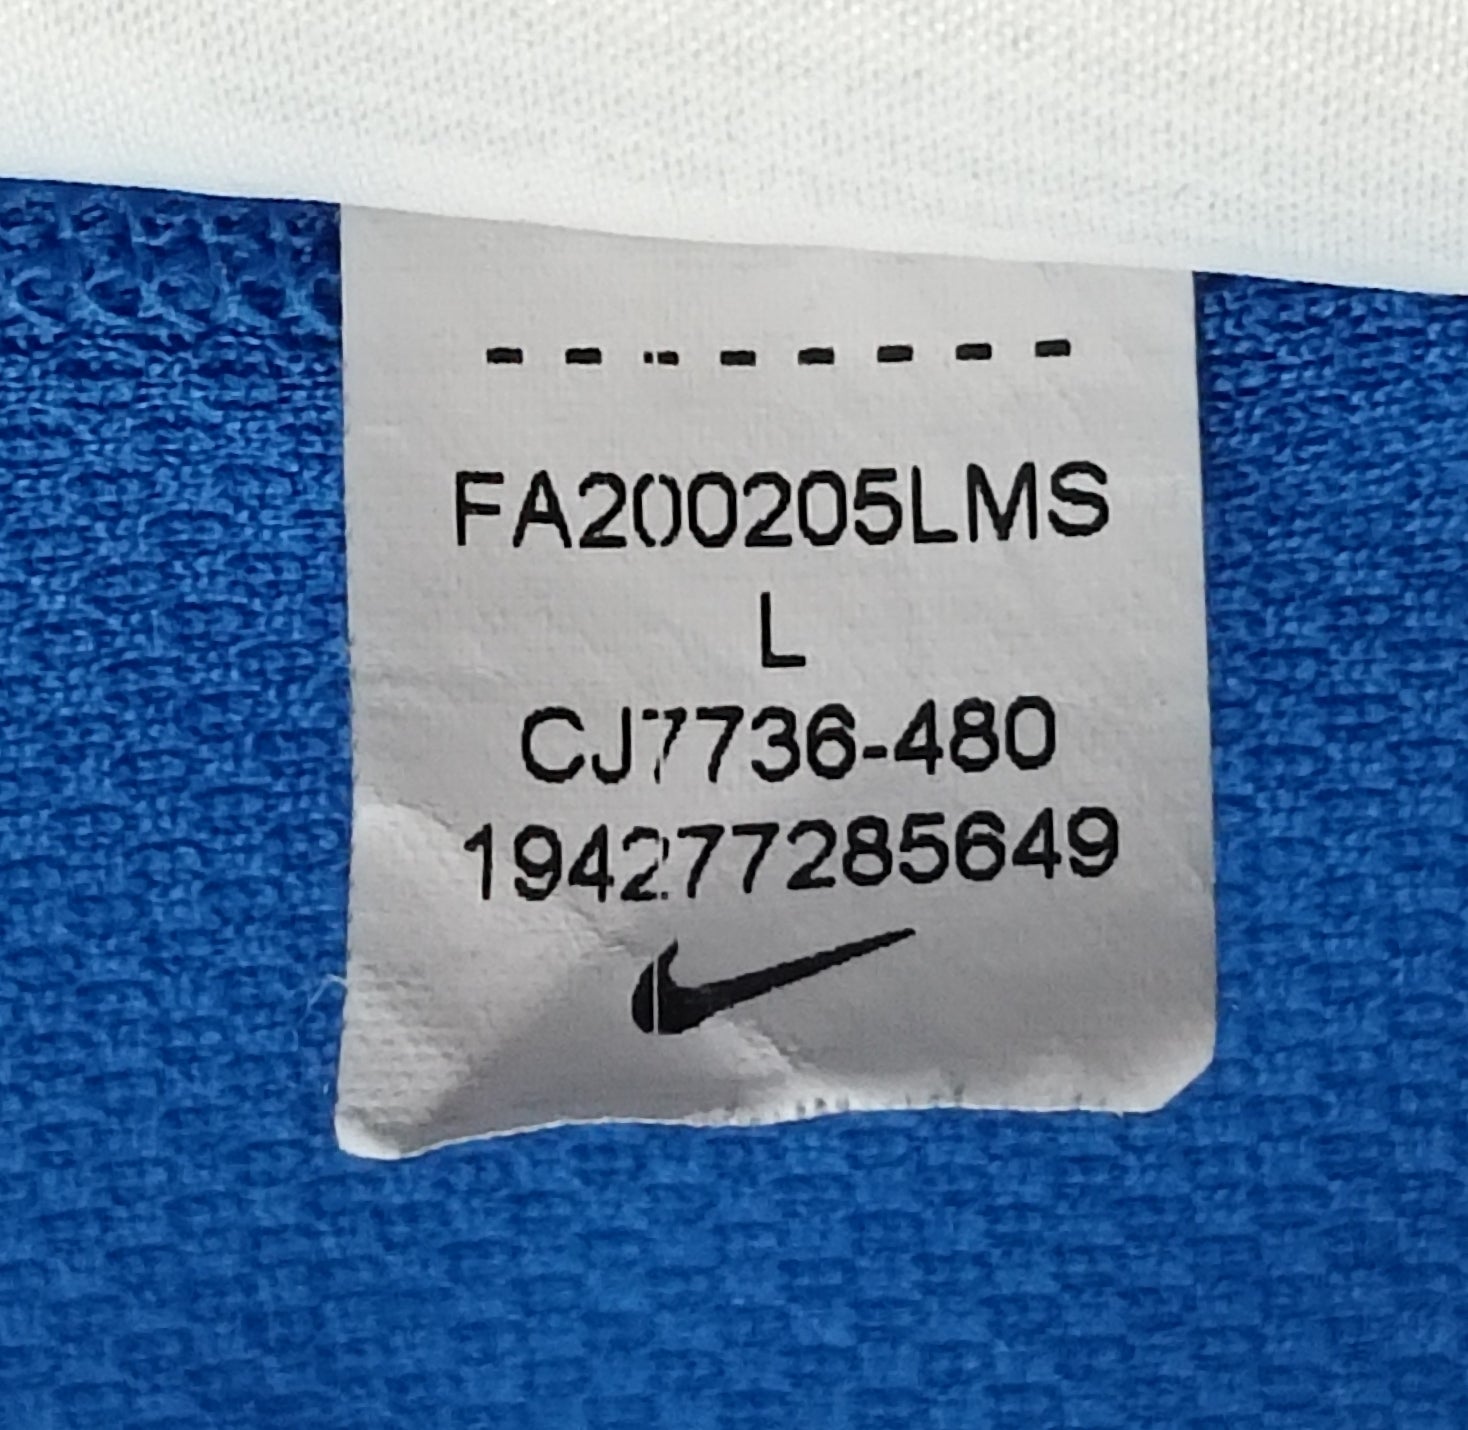 --------
FA200205LMS
L
CJ7736-480
194277285649